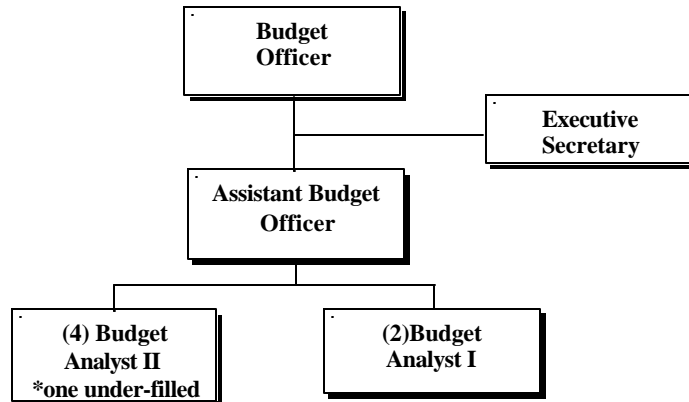 Budget
Officer
Executive
Secretary
Assistant Budget
Officer
(4) Budget
Analyst II
*one under-filled
(2)Budget
Analyst I